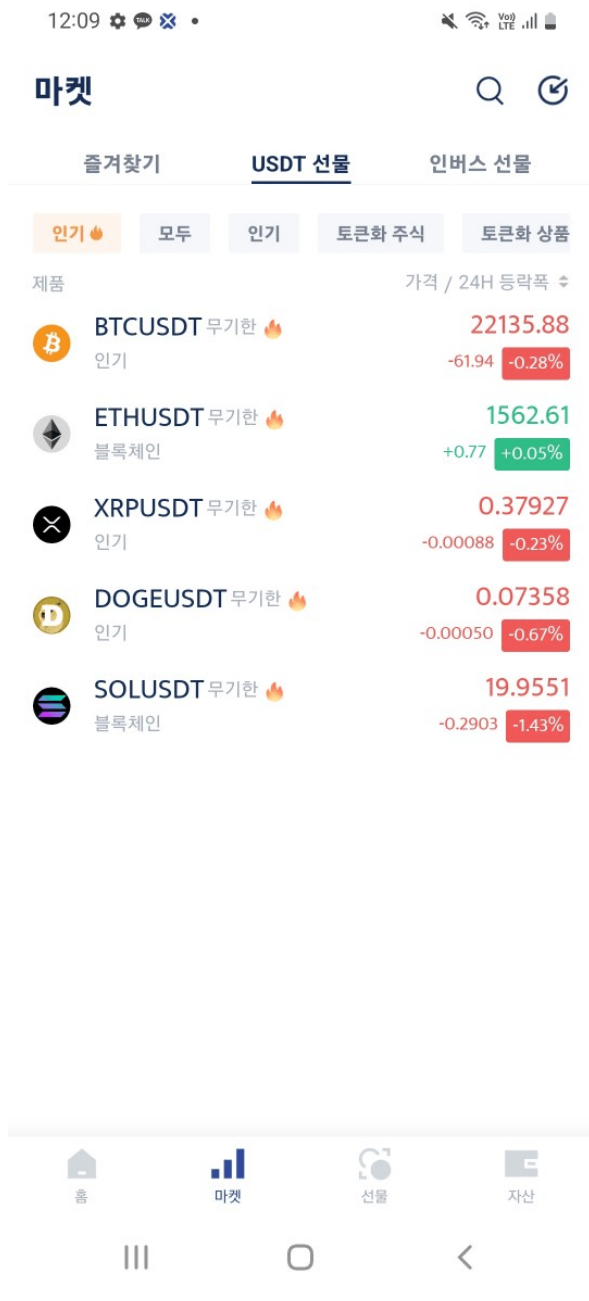 12:09 TALK Vo)) LTE
마켓
즐겨찾기 USDT 선물 인버스 선물
인기 모두 인기 토큰화 주식 토큰화 상품
제품 가격 / 24H 등락폭
BTCUSDT 무기한 22135.88
인기 -61.94 -0.28%
ETHUSDT 무기한 1562.61
블록체인 +0.77 +0.05%
XRPUSDT 무기한 0.37927
인기 -0.00088 -0.23%
DOGEUSDT 무기한 0.07358
인기 -0.00050 -0.67%
SOLUSDT 무기한 19.9551
블록체인 -0.2903 -1.43%
홈 마켓 선물 자산